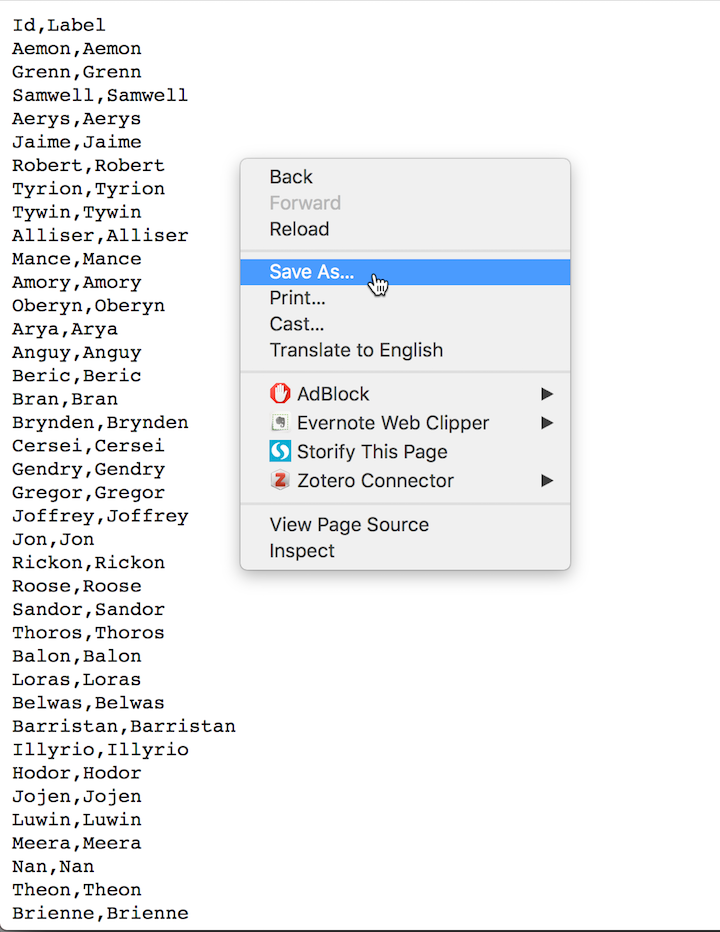 Id,Label
Aemon,Aemon
Grenn,Grenn
Samwell,Samwell
Aerys,Aerys
Jaime,Jaime
Robert,Robert
Tyrion,Tyrion
Tywin,Tywin
Alliser,Alliser
Mance,Mance
Amory,Amory
Oberyn,Oberyn
Arya,Arya
Anguy,Anguy
Beric,Beric
Bran,Bran
Brynden,Brynden
Cersei,Cersei
Gendry,Gendry
Gregor,Gregor
Joffrey,Joffrey
Jon,Jon
Rickon,Rickon
Roose,Roose
Sandor,Sandor
Thoros,Thoros
Balon,Balon
Loras,Loras
Belwas,Belwas
Barristan,Barristan
Illyrio,Illyrio
Hodor,Hodor
Jojen,Jojen
Luwin,Luwin
Meera,Meera
Nan,Nan
Theon,Theon
Brienne,Brienne
Back
Forward
Reload
Save As...
Print...
Cast...
Translate to English
AdBlock
Evernote Web Clipper
Storify This Page
Zotero Connector
View Page Source
Inspect